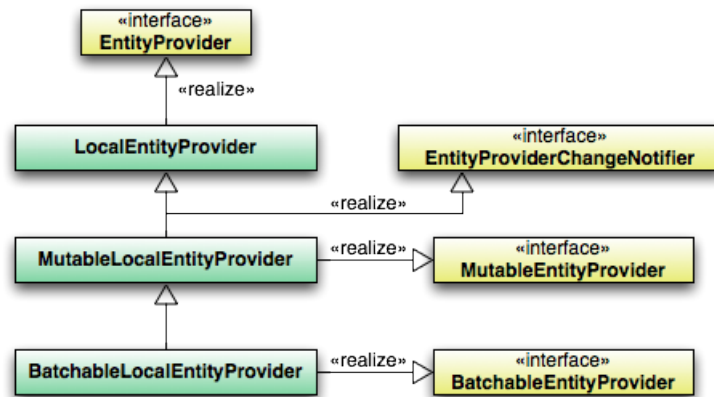 «interface»
EntityProvider
«realize»
LocalEntityProvider
«interface»
EntityProviderChangeNotifier
«realize»
MutableLocalEntityProvider
«realize»
«interface»
MutableEntityProvider
BatchableLocalEntityProvider
«realize»
«interface»
BatchableEntityProvider